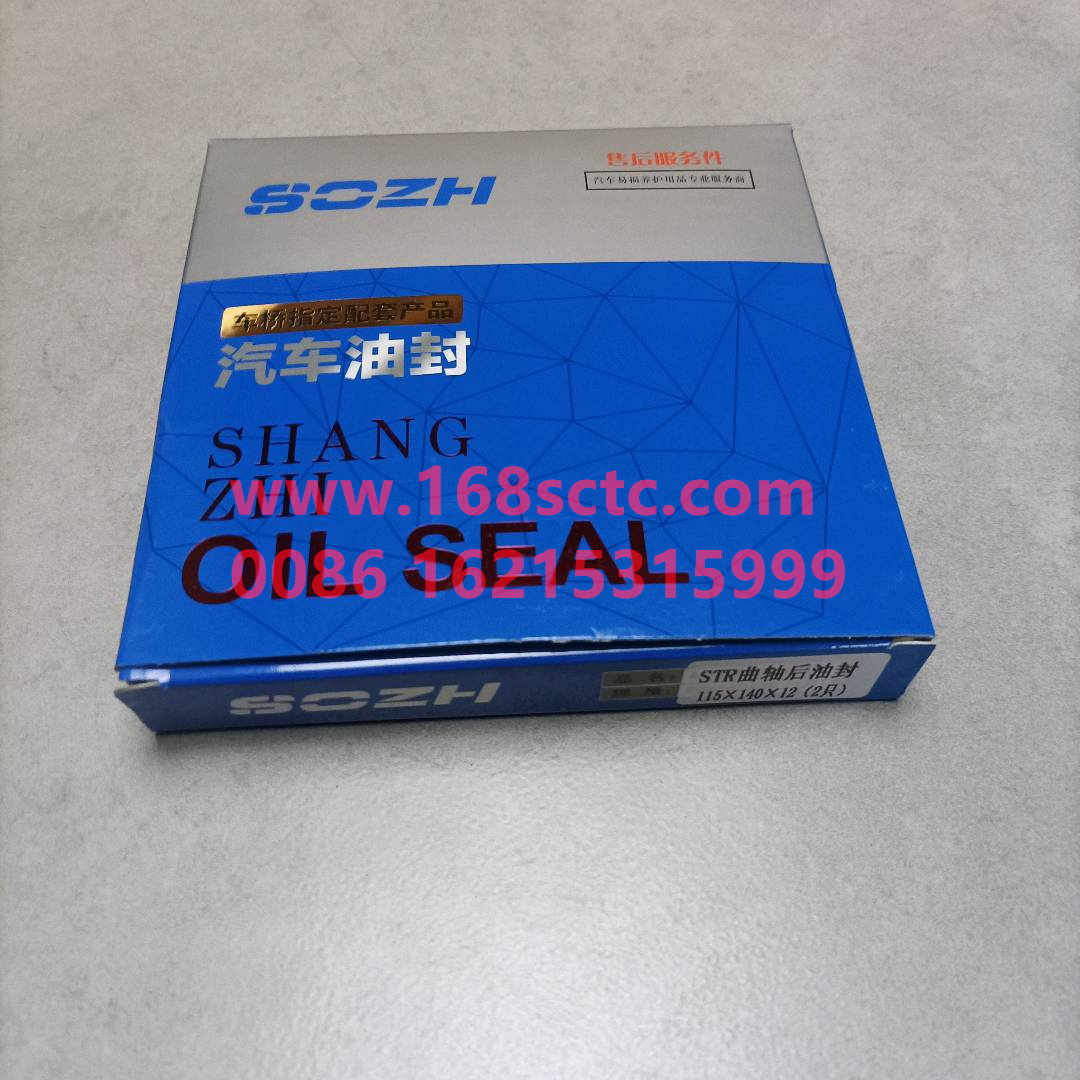 售后服务件
SOZH
汽车易损养护用品专业服务商
车桥指定配套产品
汽车油封
SHANG
ZHI
www.168sctc.com
OIL SEAL
0086 16215315999
SOZH
STR曲轴后油封
115×140×12(2只)